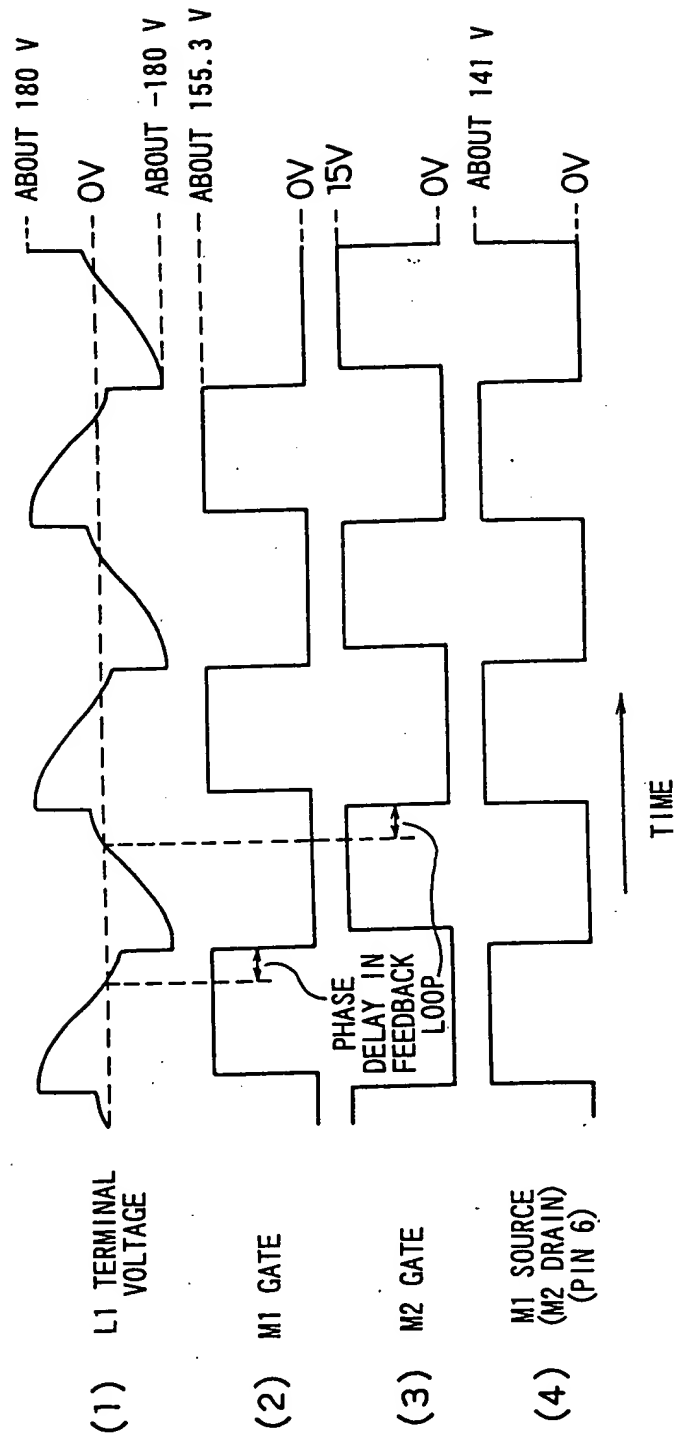 (1) L1 TERMINAL
VOLTAGE
ABOUT 180 V
0V
ABOUT -180 V
(2) M1 GATE
ABOUT 155.3 V
0V
PHASE
DELAY IN
FEEDBACK
LOOP
(3) M2 GATE
15V
0V
(4) M1 SOURCE
(M2 DRAIN)
(PIN 6)
ABOUT 141 V
0V
TIME